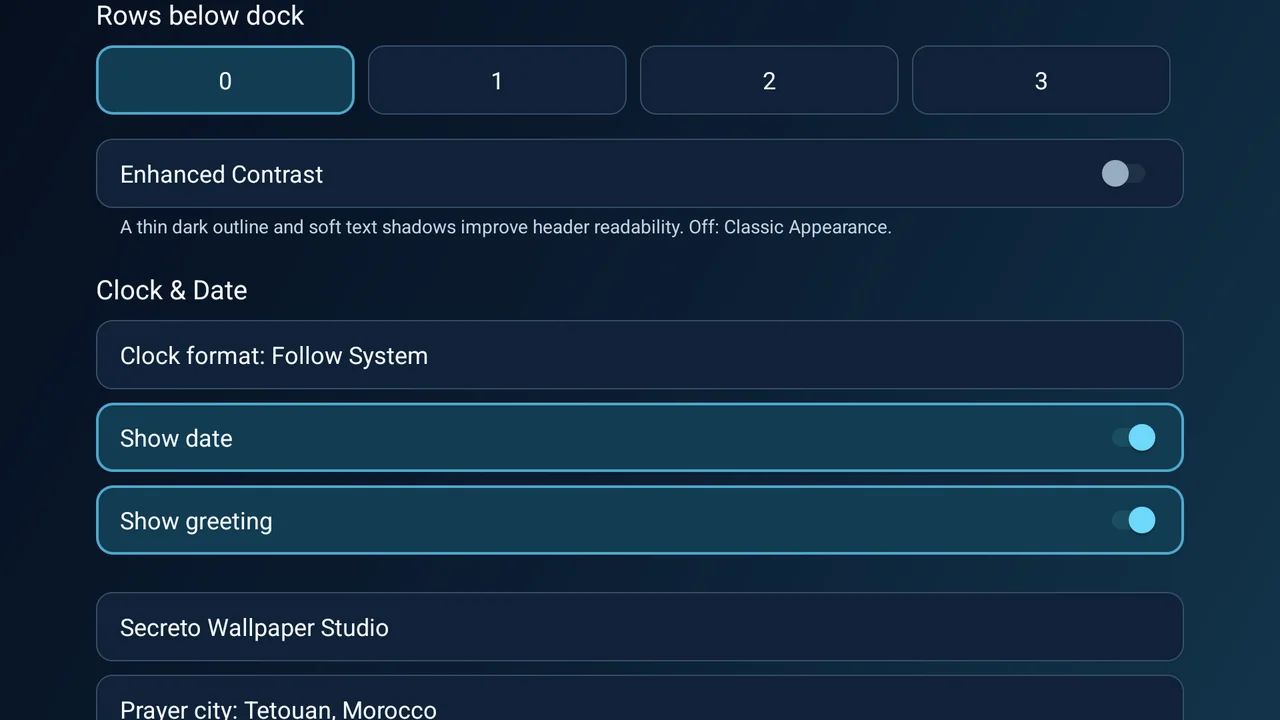 Rows below dock
0
1
2
3
Enhanced Contrast
A thin dark outline and soft text shadows improve header readability. Off: Classic Appearance.
Clock & Date
Clock format: Follow System
Show date
Show greeting
Secreto Wallpaper Studio
Prayer city: Tetouan, Morocco